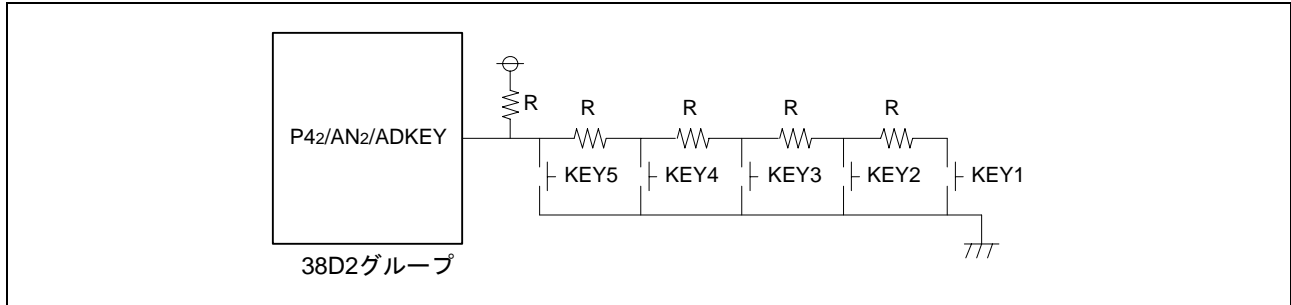 R
R R R R
P42/AN2/ADKEY
KEY5 KEY4 KEY3 KEY2 KEY1
38D2グループ